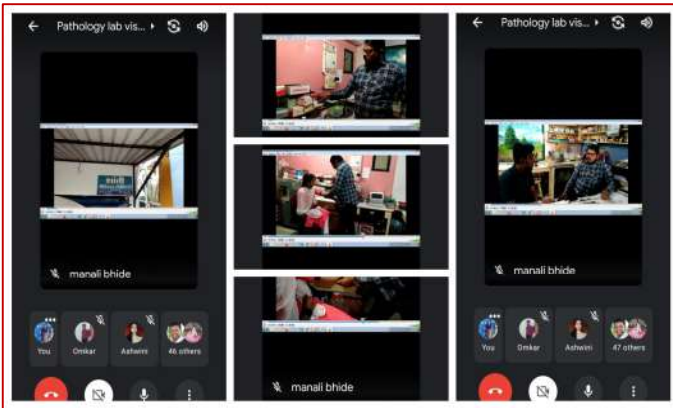 Pathology lab vis...
manali bhide
You
Omkar
Ashwini
46 others
manali bhide
Pathology lab vis...
manali bhide
You
Omkar
Ashwini
47 others